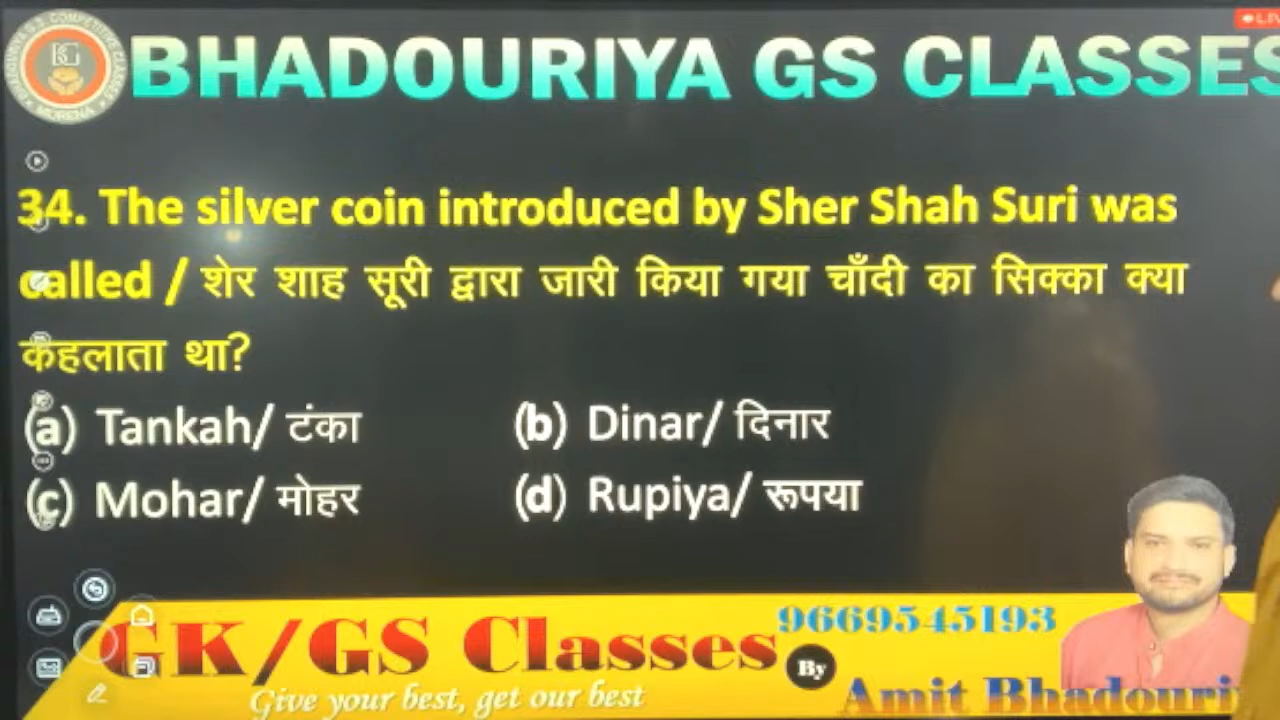 BHADOURIYA GS CLASSES
34. The silver coin introduced by Sher Shah Suri was
called / शेर शाह सूरी द्वारा जारी किया गया चाँदी का सिक्का क्या
कहलाता था?
(a) Tankah/ टंका (b) Dinar/ दिनार
(c) Mohar/ मोहर (d) Rupiya/ रूपया
GK/GS Classes
9669545193
Give your best, get our best
By
Amit Bhadouri